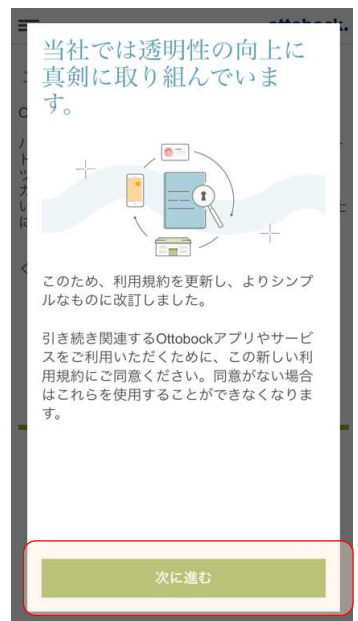 ottobock.
当社では透明性の向上に
真剣に取り組んでいま
す。
このため、利用規約を更新し、よりシンプ
ルなものに改訂しました。
引き続き関連するOttobockアプリやサービ
スをご利用いただくために、この新しい利
用規約にご同意ください。同意がない場合
はこれらを使用することができなくなりま
す。
次に進む